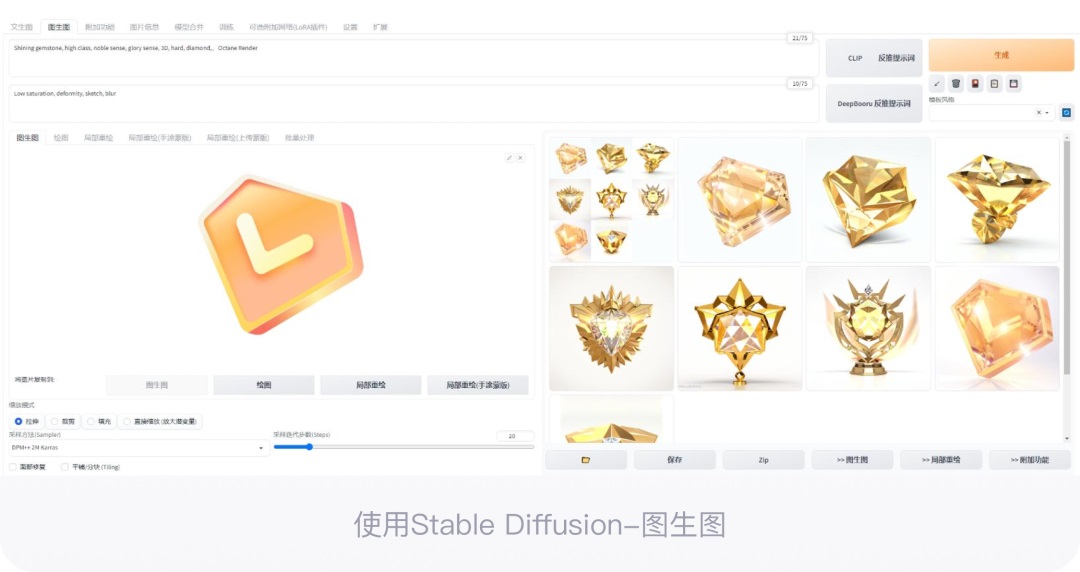 文生图 图生图 附加功能 图片信息 模型合并 训练 可选附加网络(LoRA插件) 设置 扩展
Shining gemstone, high class, noble sense, glory sense, 3D, hard, diamond,，Octane Render
21/75
CLIP 反推提示词
生成
Low saturation, deformity, sketch, blur
10/75
DeepBooru 反推提示词
模板风格
图生图 绘图 局部重绘 局部重绘(手涂蒙版) 局部重绘(上传蒙版) 批量处理
将图片复制到:
图生图 绘图 局部重绘 局部重绘(手涂蒙版)
缩放模式
拉伸 裁剪 填充 直接缩放(放大潜变量)
采样方法(Sampler) 采样迭代步数(Steps) 20
DPM++ 2M Karras
面部修复 平铺/分块 (Tiling)
保存 Zip >> 图生图 >> 局部重绘 >> 附加功能
使用Stable Diffusion-图生图